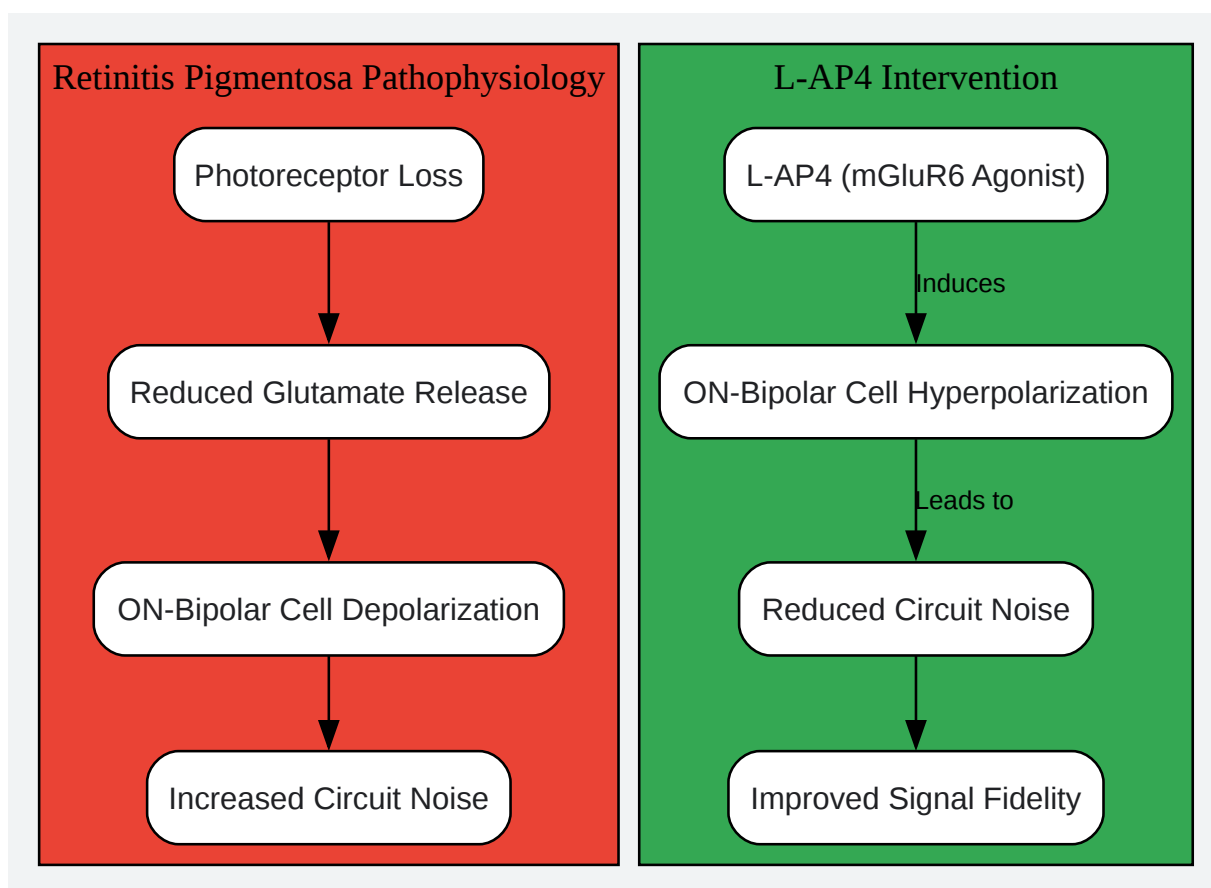 Retinitis Pigmentosa Pathophysiology
Photoreceptor Loss
Reduced Glutamate Release
ON-Bipolar Cell Depolarization
Increased Circuit Noise
L-AP4 Intervention
L-AP4 (mGluR6 Agonist)
Induces
ON-Bipolar Cell Hyperpolarization
Leads to
Reduced Circuit Noise
Improved Signal Fidelity